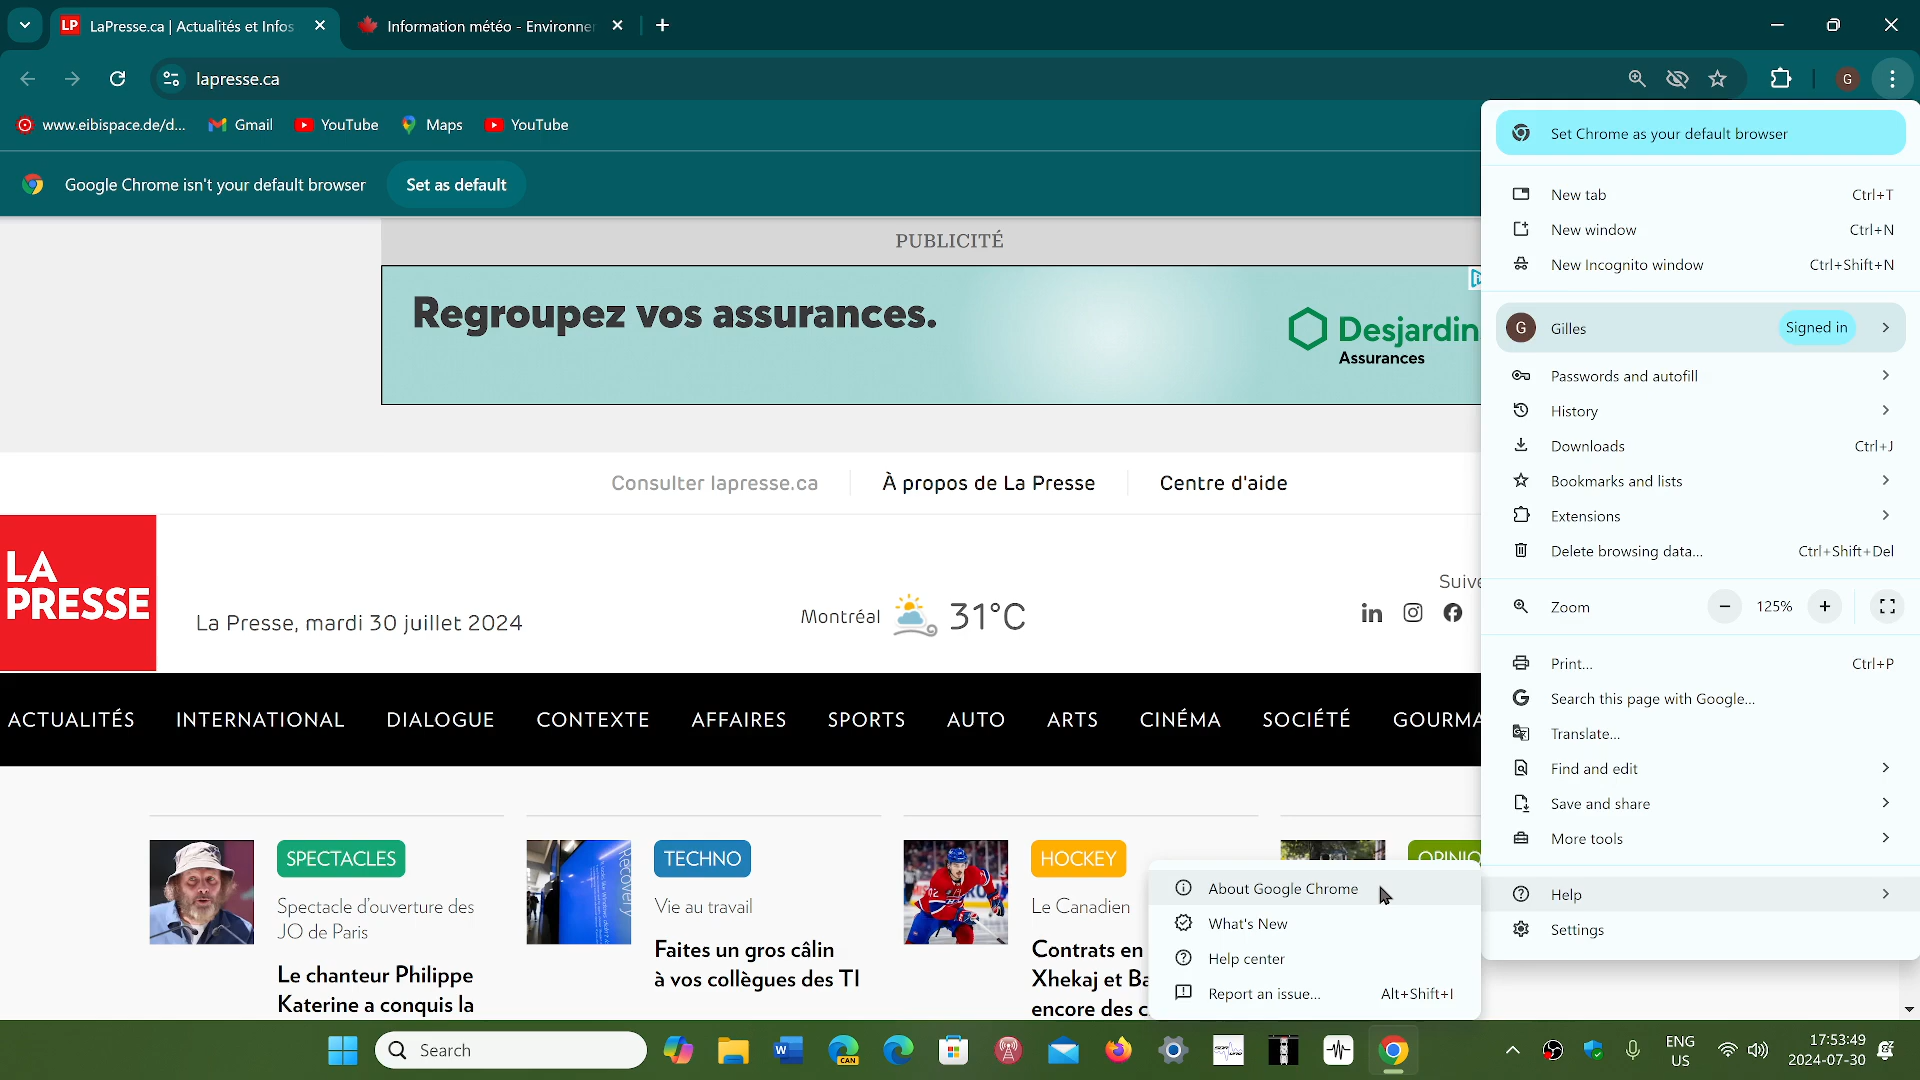 LP LaPresse.ca | Actualités et Infos
Information météo - Environne
lapresse.ca
G
www.eibispace.de/d...
Gmail
YouTube
Maps
YouTube
Google Chrome isn't your default browser
Set as default
PUBLICITÉ
Regroupez vos assurances.
Desjardin
Assurances
Consulter lapresse.ca
À propos de La Presse
Centre d'aide
LA
PRESSE
La Presse, mardi 30 juillet 2024
Montréal
31°C
Suive
ACTUALITÉS INTERNATIONAL DIALOGUE CONTEXTE AFFAIRES SPORTS AUTO ARTS CINÉMA SOCIÉTÉ GOURMA
SPECTACLES
Spectacle d'ouverture des
JO de Paris
Le chanteur Philippe
Katerine a conquis la
Recovery
TECHNO
Vie au travail
Faites un gros câlin
à vos collègues des TI
HOCKEY
Le Canadien
Contrats en
Xhekaj et Ba
encore des c
OPINIO
Set Chrome as your default browser
New tab Ctrl+T
New window Ctrl+N
New Incognito window Ctrl+Shift+N
G Gilles Signed in
Passwords and autofill
History
Downloads Ctrl+J
Bookmarks and lists
Extensions
Delete browsing data... Ctrl+Shift+Del
Zoom − 125% +
Print... Ctrl+P
Search this page with Google...
Translate...
Find and edit
Save and share
More tools
Help
Settings
About Google Chrome
What's New
Help center
Report an issue... Alt+Shift+I
Search
W
CAN
ENG
US
17:53:49
2024-07-30